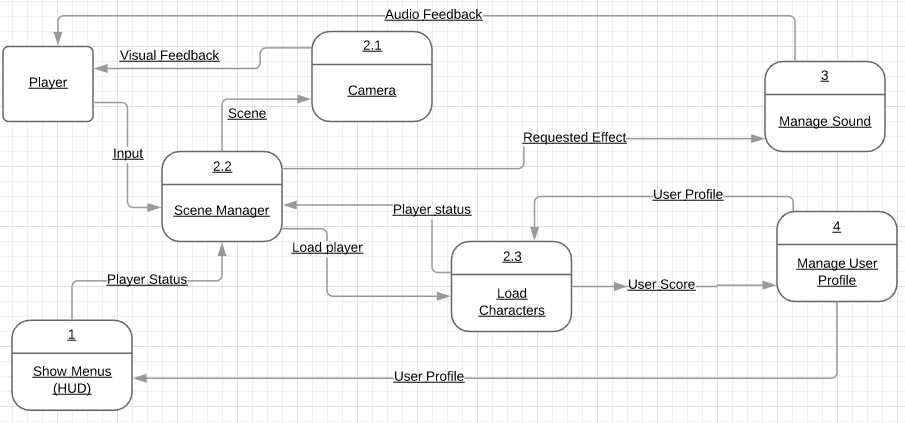 Audio Feedback
Visual Feedback
2.1
Player
Camera
3
Manage Sound
Scene
Requested Effect
Input
2.2
Scene Manager
Player status
User Profile
4
Manage User
Profile
Load player
2.3
Load
Characters
User Score
Player Status
1
Show Menus
(HUD)
User Profile